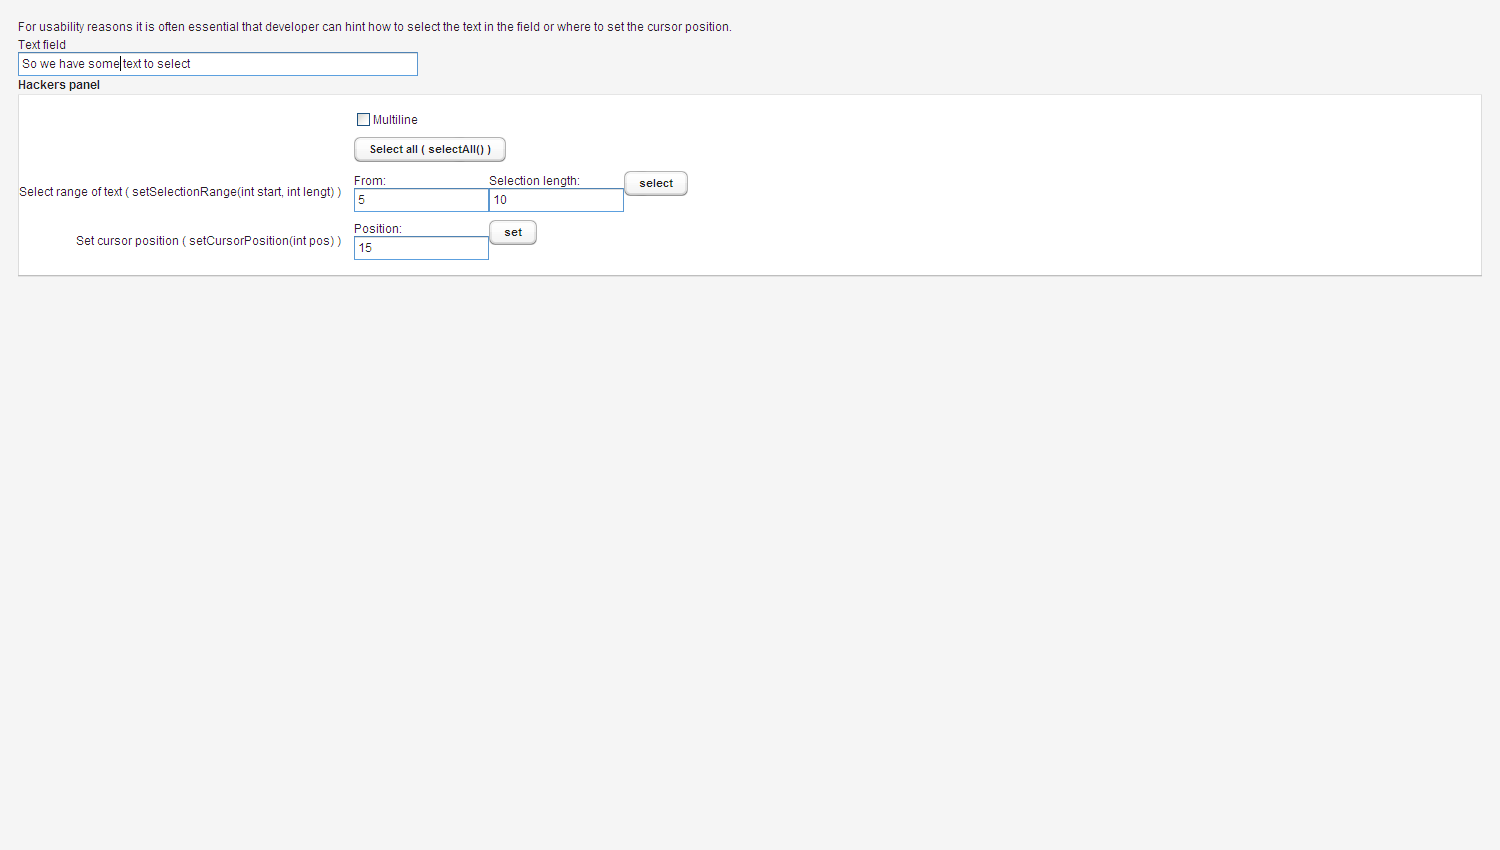 For usability reasons it is often essential that developer can hint how to select the text in the field or where to set the cursor position.
Text field
So we have some text to select
Hackers panel
Multiline
Select all ( selectAll() )
Select range of text ( setSelectionRange(int start, int lengt) )
From:
Selection length:
select
5
10
Set cursor position ( setCursorPosition(int pos) )
Position:
set
15